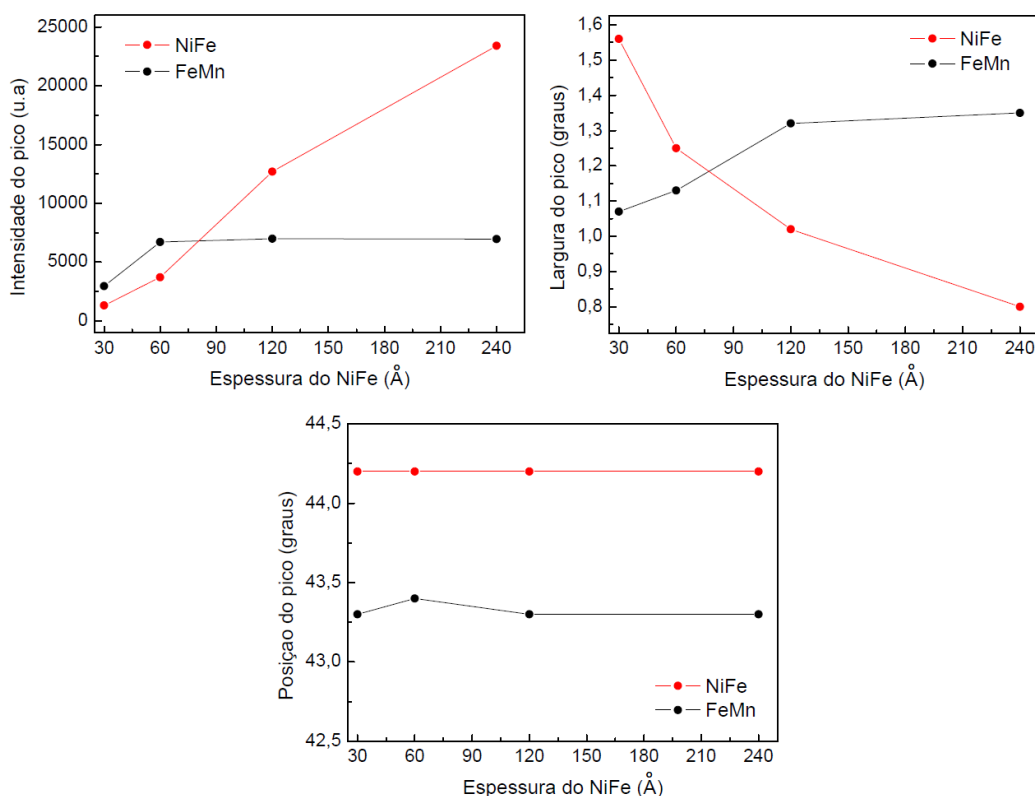 Intensidade do pico (u.a)
25000
20000
15000
10000
5000
0
NiFe
FeMn
30 60 90 120 150 180 210 240
Espessura do NiFe (Å)
Largura do pico (graus)
1,6
1,5
1,4
1,3
1,2
1,1
1,0
0,9
0,8
NiFe
FeMn
30 60 90 120 150 180 210 240
Espessura do NiFe (Å)
Posiçao do pico (graus)
44,5
44,0
43,5
43,0
42,5
NiFe
FeMn
30 60 90 120 150 180 210 240
Espessura do NiFe (Å)